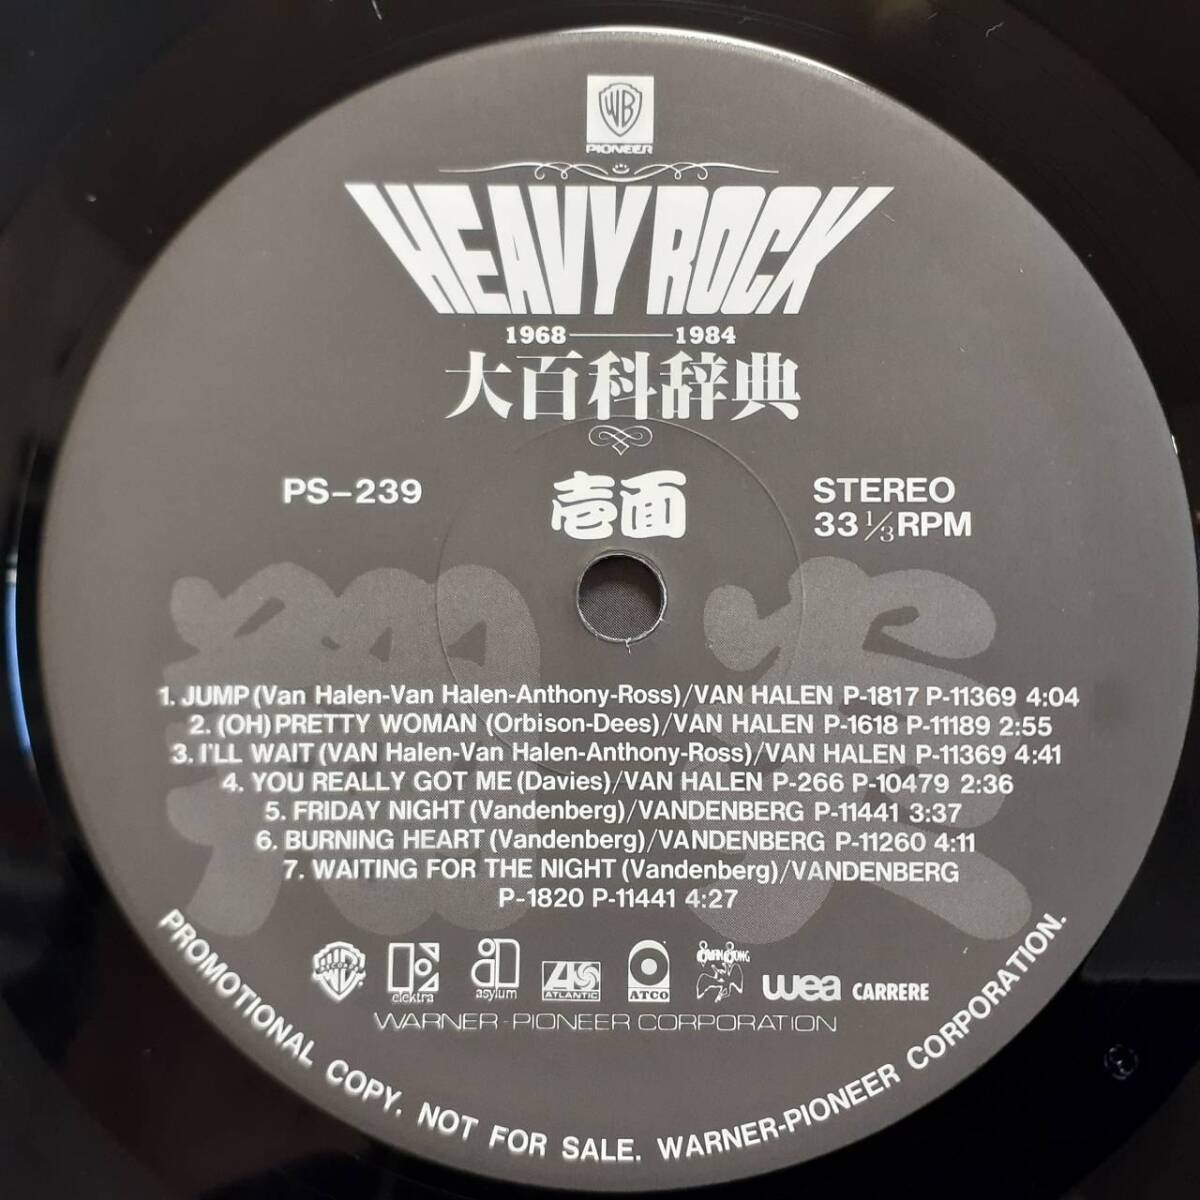 WB
PIONEER
HEAVY ROCK
1968 — 1984
大百科辞典
PS-239
壱面
STEREO
33 1/3 RPM
1. JUMP (Van Halen-Van Halen-Anthony-Ross)/VAN HALEN P-1817 P-11369 4:04
2. (OH) PRETTY WOMAN (Orbison-Dees)/VAN HALEN P-1618 P-11189 2:55
3. I'LL WAIT (VAN Halen-Van Halen-Anthony-Ross)/VAN HALEN P-11369 4:41
4. YOU REALLY GOT ME (Davies)/VAN HALEN P-266 P-10479 2:36
5. FRIDAY NIGHT (Vandenberg)/VANDENBERG P-11441 3:37
6. BURNING HEART (Vandenberg)/VANDENBERG P-11260 4:11
7. WAITING FOR THE NIGHT (Vandenberg)/VANDENBERG
P-1820 P-11441 4:27
elektra
asylum
ATLANTIC
ATCO
SWAN SONG
wea
CARRERE
WARNER-PIONEER CORPORATION
PROMOTIONAL COPY. NOT FOR SALE. WARNER-PIONEER CORPORATION.